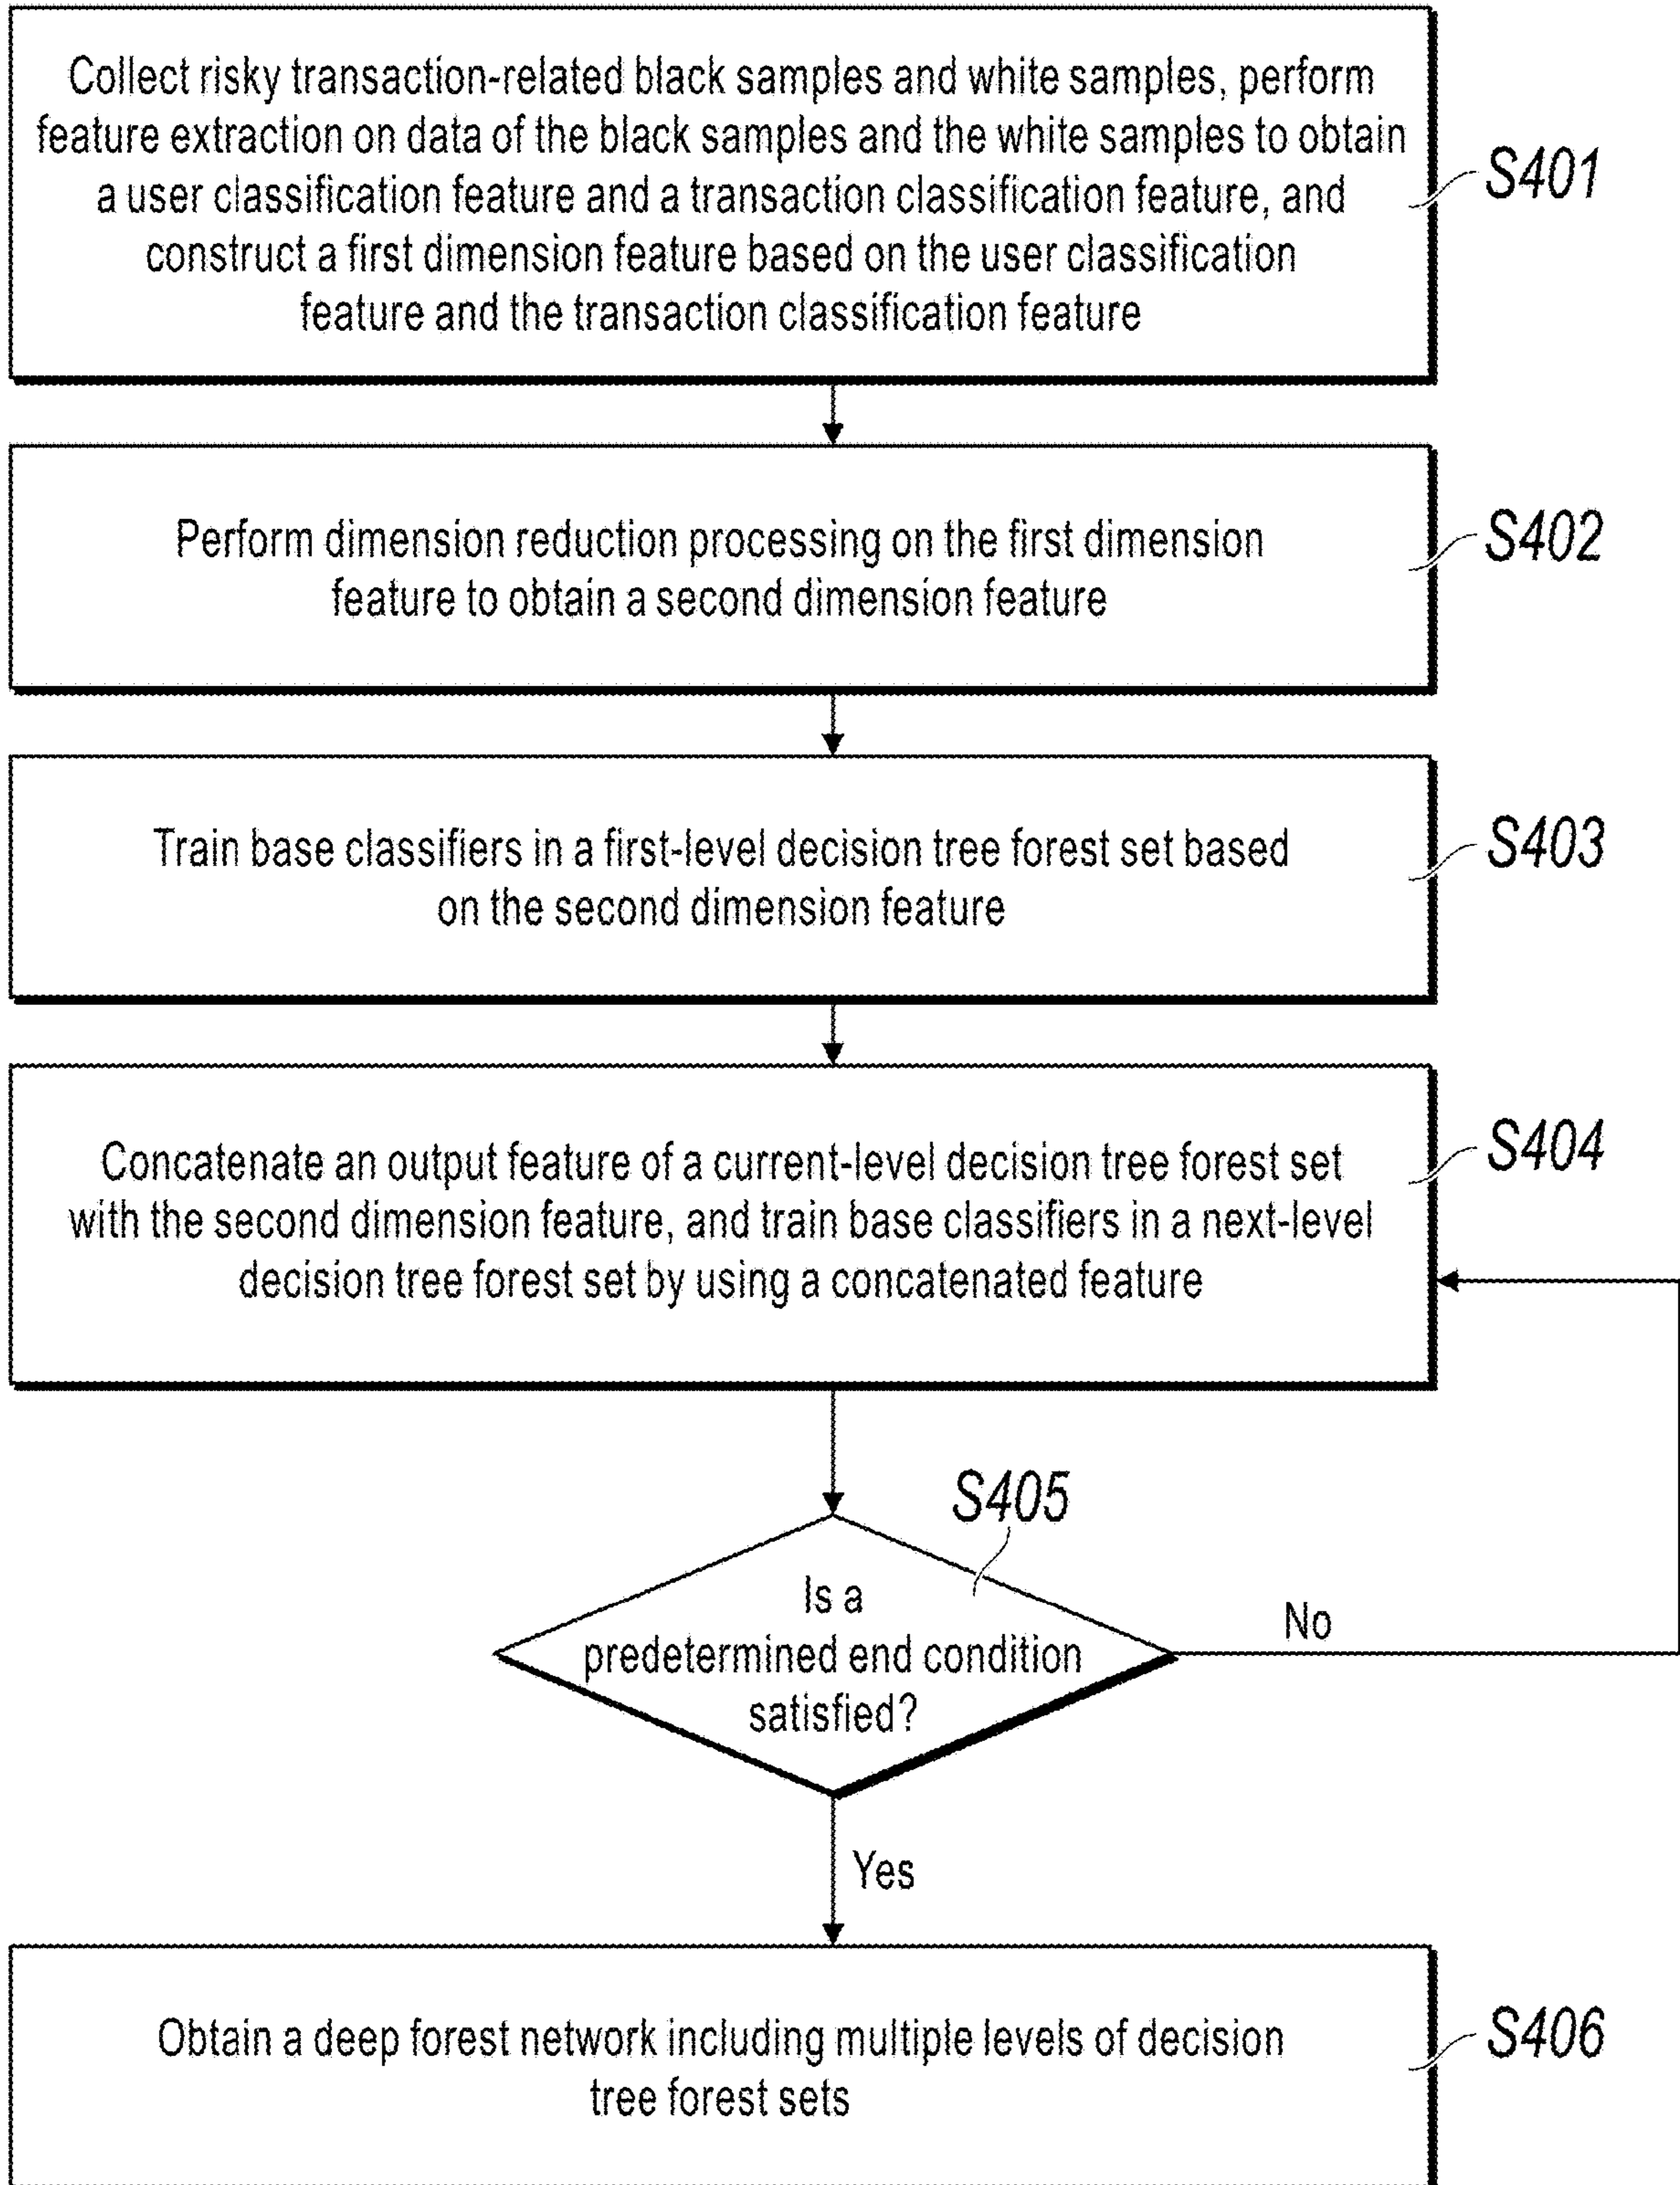 Collect risky transaction-related black samples and white samples, perform
feature extraction on data of the black samples and the white samples to obtain
a user classification feature and a transaction classification feature, and
construct a first dimension feature based on the user classification
feature and the transaction classification feature
S401
Perform dimension reduction processing on the first dimension
feature to obtain a second dimension feature
S402
Train base classifiers in a first-level decision tree forest set based
on the second dimension feature
S403
Concatenate an output feature of a current-level decision tree forest set
with the second dimension feature, and train base classifiers in a next-level
decision tree forest set by using a concatenated feature
S404
S405
Is a
predetermined end condition
satisfied?
No
Yes
Obtain a deep forest network including multiple levels of decision
tree forest sets
S406